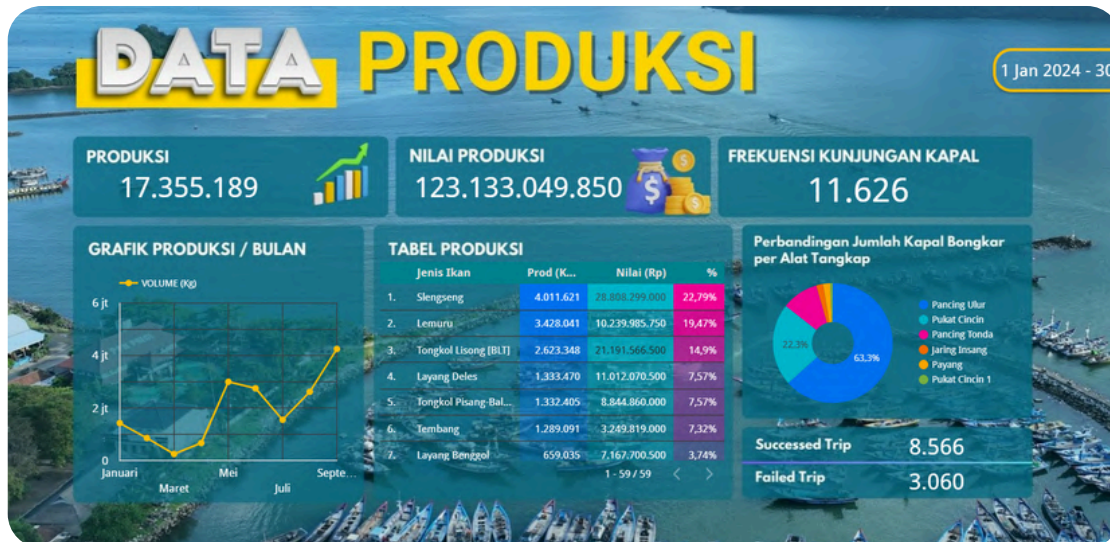 DATA PRODUKSI
1 Jan 2024 - 30
PRODUKSI
17.355.189
NILAI PRODUKSI
123.133.049.850
FREKUENSI KUNJUNGAN KAPAL
11.626
GRAFIK PRODUKSI / BULAN
VOLUME (Kg)
6 jt
4 jt
2 jt
0
Januari
Maret
Mei
Juli
Septe...
TABEL PRODUKSI
Jenis Ikan Prod (K... Nilai (Rp) %
1. Slengseng 4.011.621 28.808.299.000 22,79%
2. Lemuru 3.428.041 10.239.985.750 19,47%
3. Tongkol Lisong [BLT] 2.623.348 21.191.566.500 14,9%
4. Layang Deles 1.333.470 11.012.070.500 7,57%
5. Tongkol Pisang-Bal... 1.332.405 8.844.860.000 7,57%
6. Tembang 1.289.091 3.249.819.000 7,32%
7. Layang Benggol 659.035 7.167.700.500 3,74%
1 - 59 / 59
Perbandingan Jumlah Kapal Bongkar
per Alat Tangkap
22.3%
63,3%
Pancing Ulur
Pukat Cincin
Pancing Tonda
Jaring Insang
Payang
Pukat Cincin 1
Successed Trip 8.566
Failed Trip 3.060